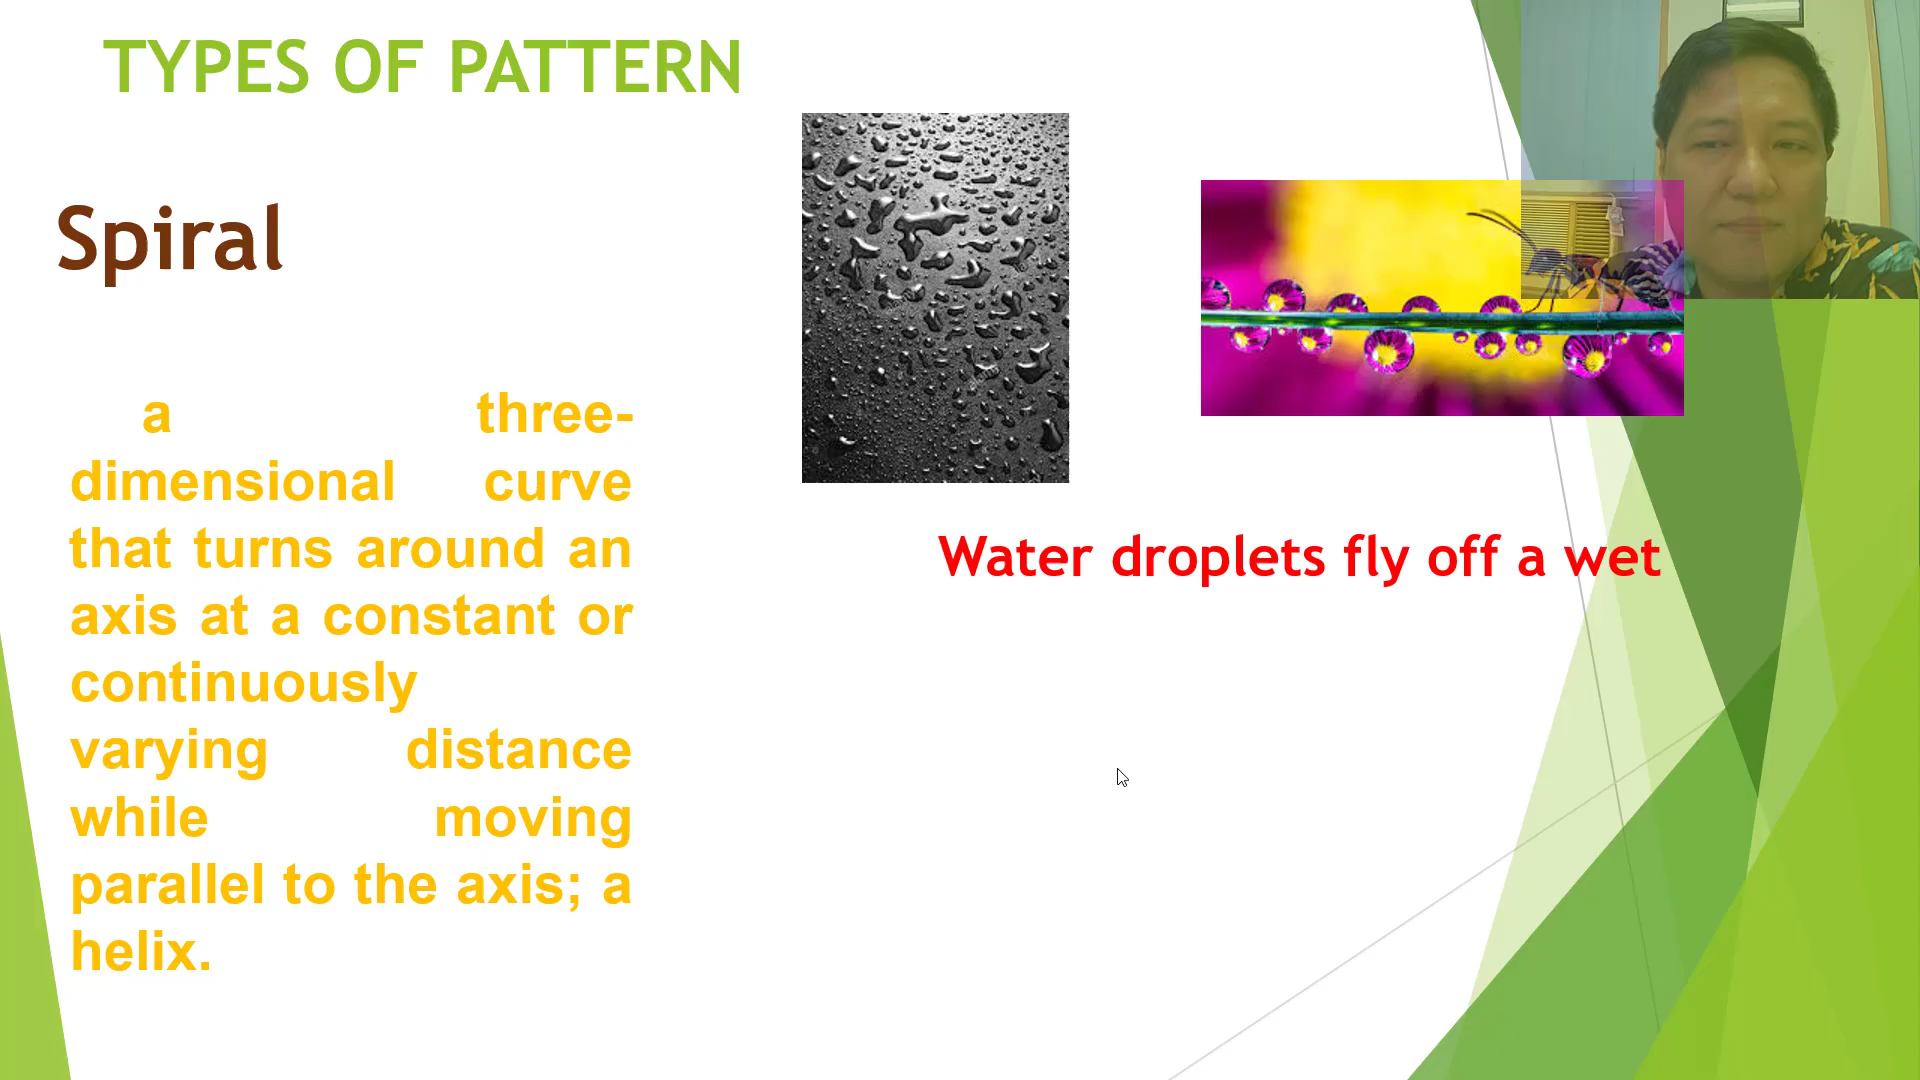 TYPES OF PATTERN
Spiral
a three-
dimensional curve
that turns around an
axis at a constant or
continuously
varying distance
while moving
parallel to the axis; a
helix.
Water droplets fly off a wet